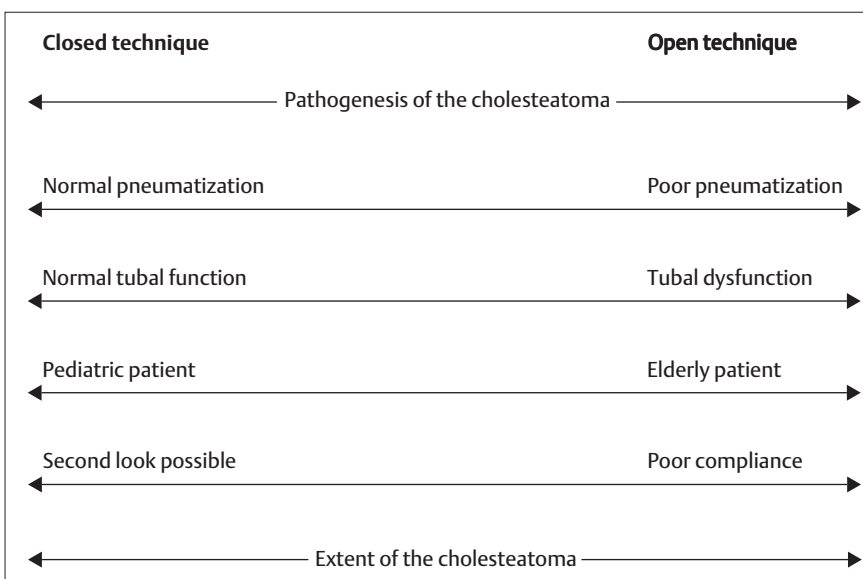 Closed technique Open technique
Pathogenesis of the cholesteatoma
Normal pneumatization Poor pneumatization
Normal tubal function Tubal dysfunction
Pediatric patient Elderly patient
Second look possible Poor compliance
Extent of the cholesteatoma